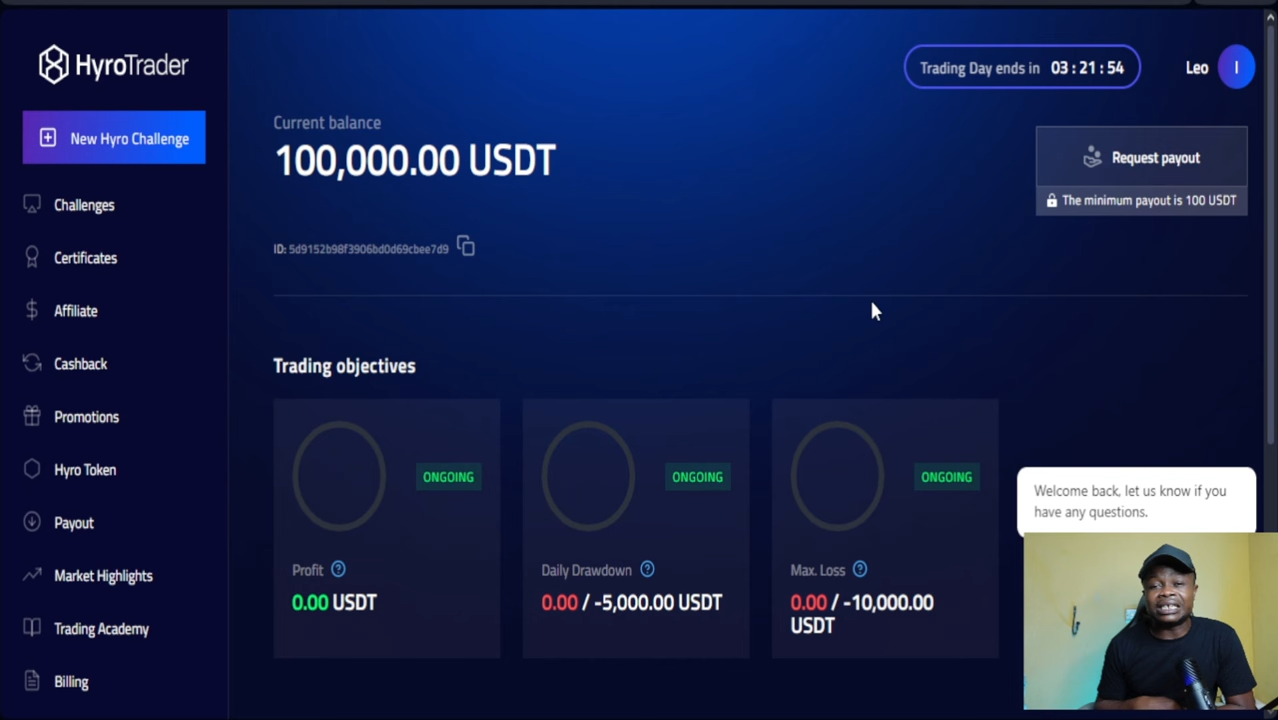 HyroTrader
New Hyro Challenge
Challenges
Certificates
Affiliate
Cashback
Promotions
Hyro Token
Payout
Market Highlights
Trading Academy
Billing
Trading Day ends in 03 : 21 : 54
Leo I
Current balance
100,000.00 USDT
Request payout
The minimum payout is 100 USDT
ID: 5d9152b98f3906bd0d69cbee7d9
Trading objectives
ONGOING
Profit ?
0.00 USDT
ONGOING
Daily Drawdown ?
0.00 / -5,000.00 USDT
ONGOING
Max. Loss ?
0.00 / -10,000.00
USDT
Welcome back, let us know if you
have any questions.